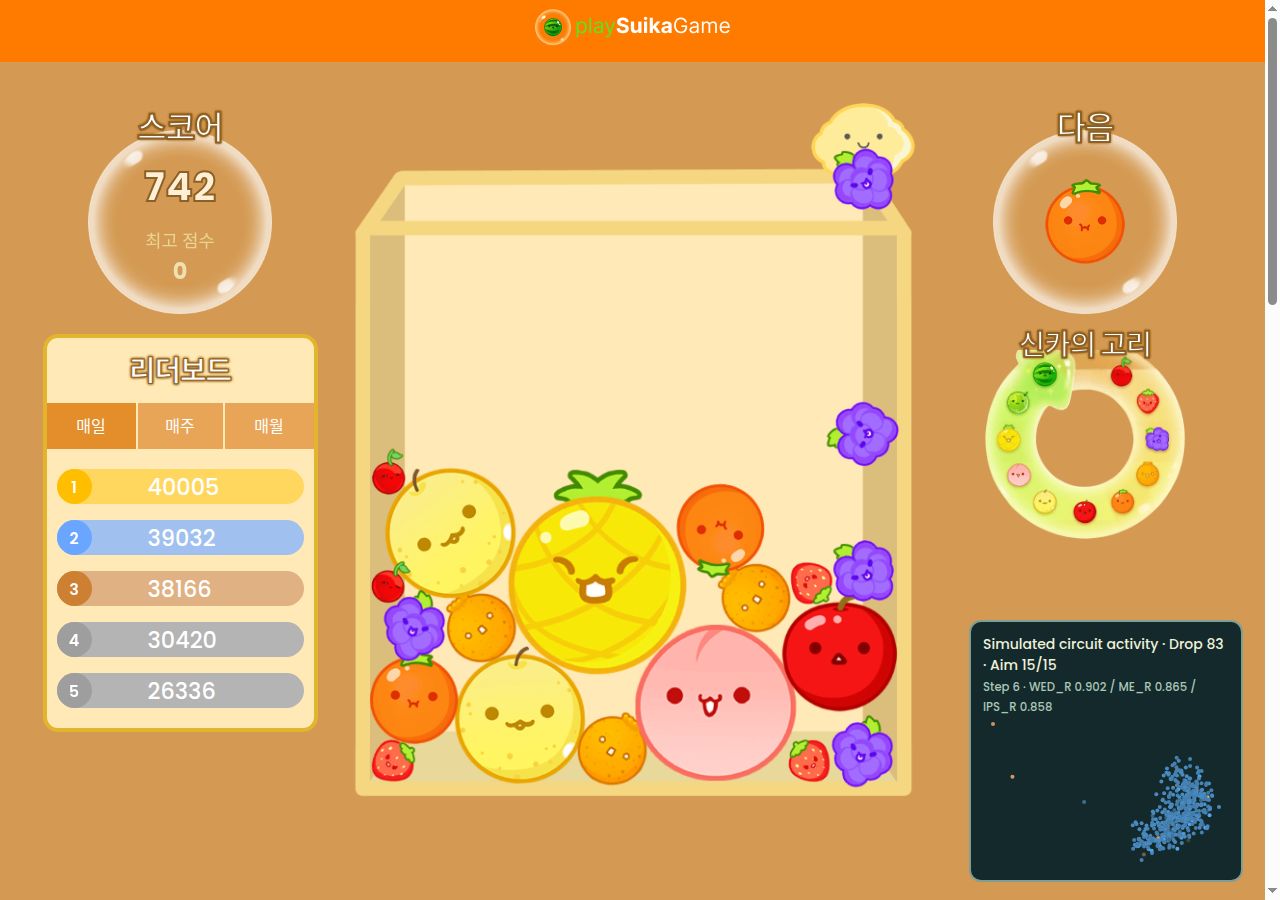 playSuikaGame
스코어
742
최고 점수
0
리더보드
매일
매주
매월
1 40005
2 39032
3 38166
4 30420
5 26336
다음
신카의 고리
Simulated circuit activity · Drop 83
· Aim 15/15
Step 6 · WED_R 0.902 / ME_R 0.865 /
IPS_R 0.858